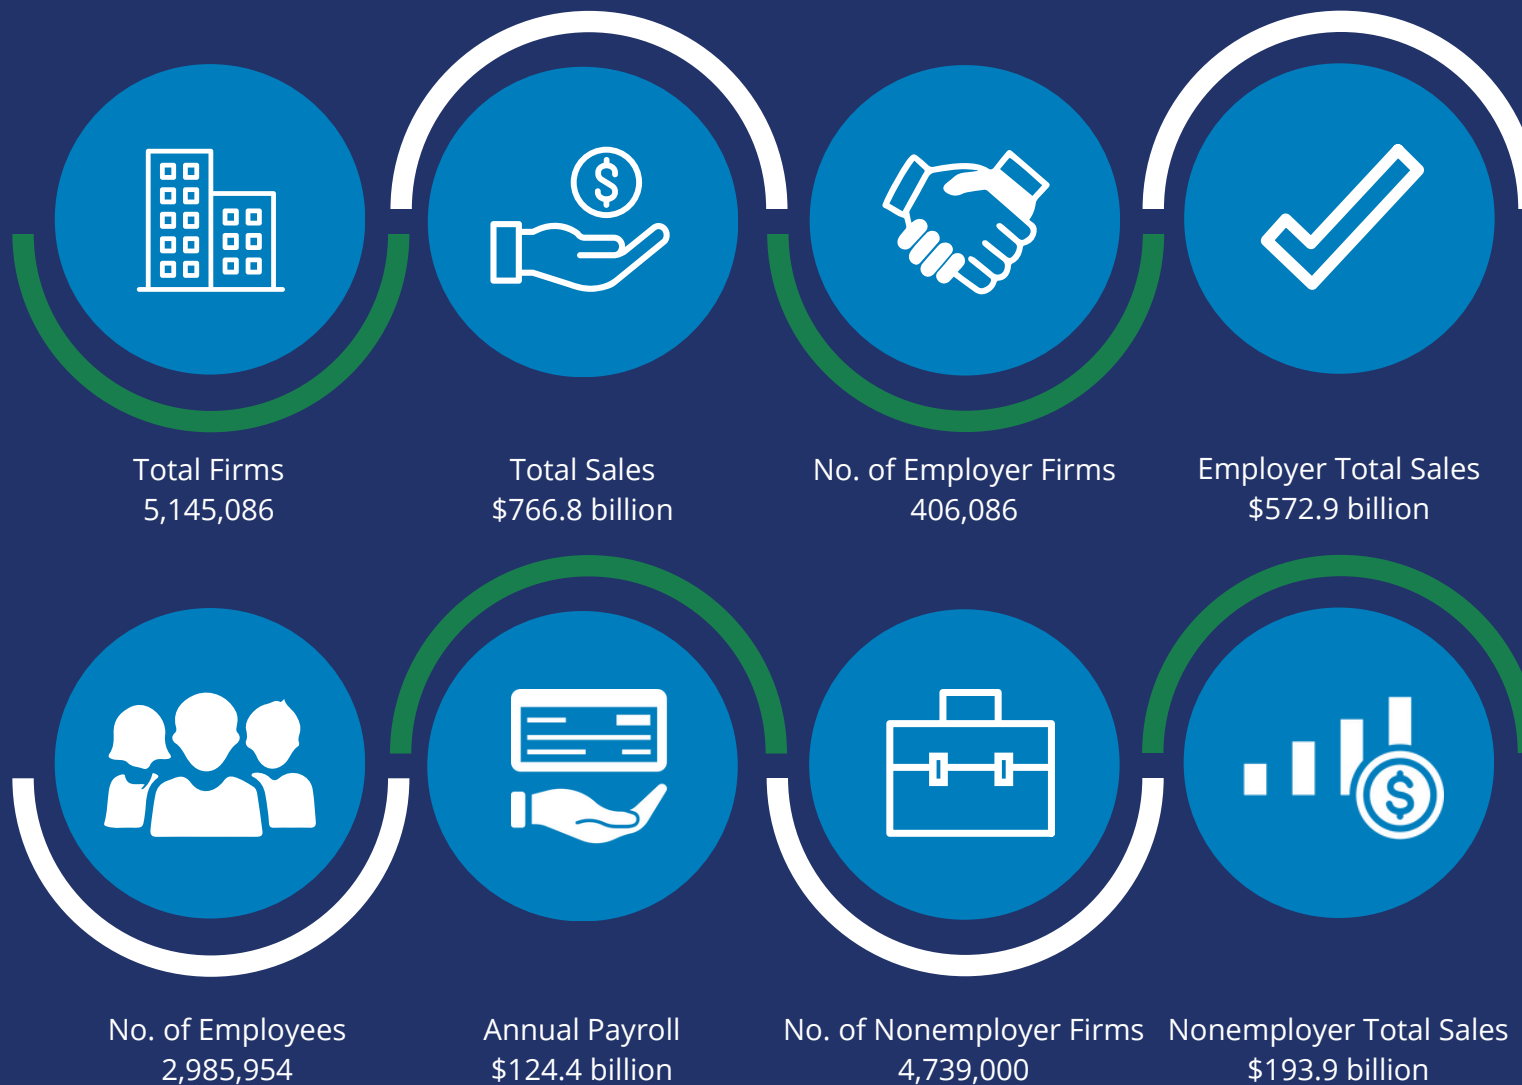 Total Firms
5,145,086
Total Sales
$766.8 billion
No. of Employer Firms
406,086
Employer Total Sales
$572.9 billion
No. of Employees
2,985,954
Annual Payroll
$124.4 billion
No. of Nonemployer Firms
4,739,000
Nonemployer Total Sales
$193.9 billion